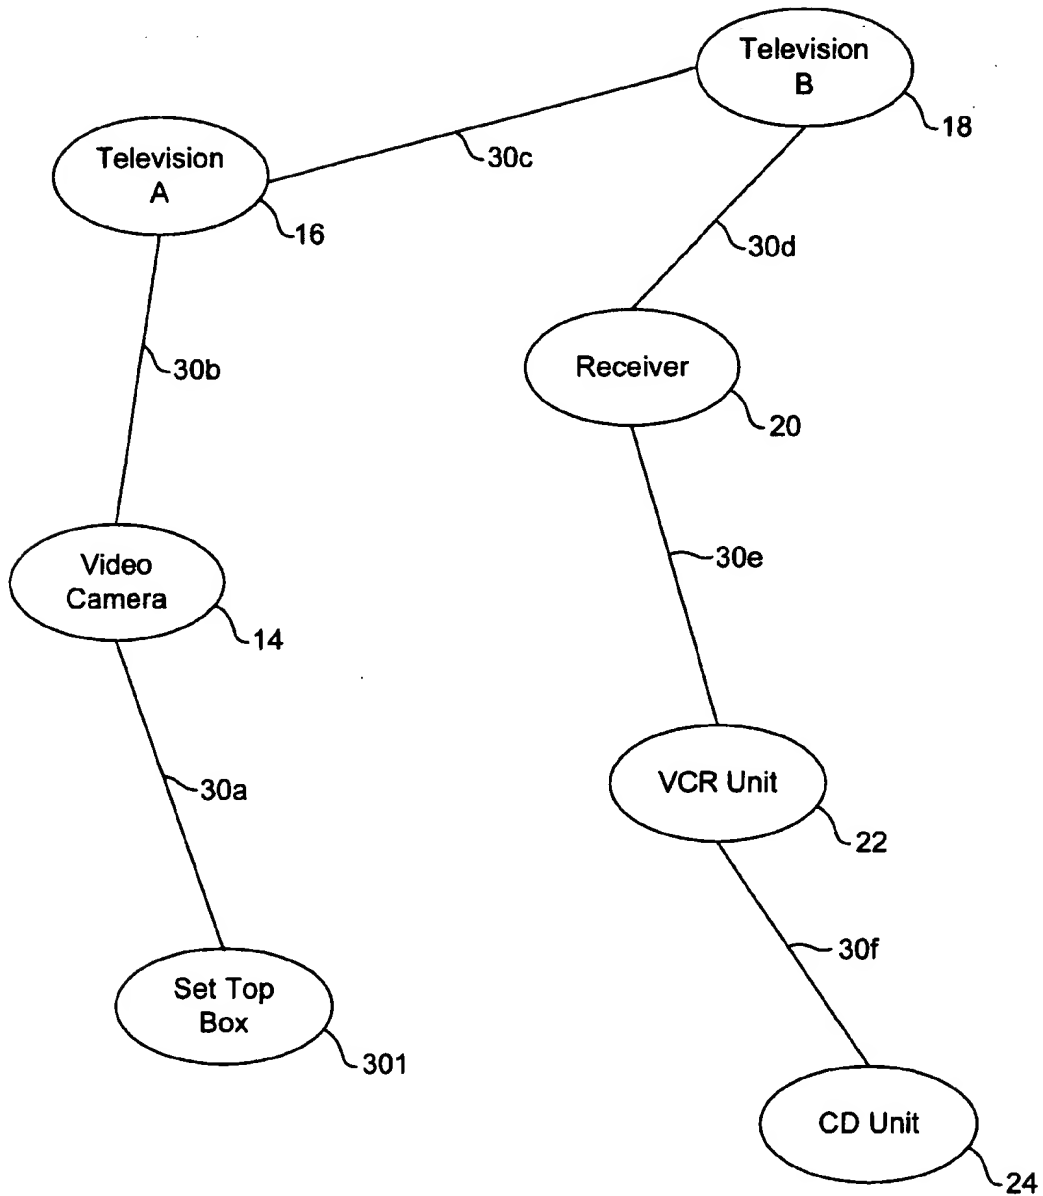 Television
B
18
30c
Television
A
16
30d
30b
Receiver
20
30e
Video
Camera
14
30a
VCR Unit
22
30f
Set Top
Box
301
CD Unit
24